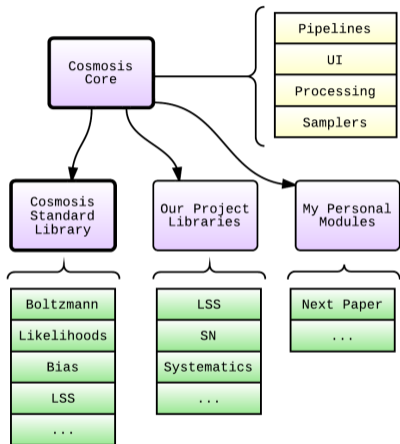 Cosmosis
Core
Pipelines
UI
Processing
Samplers
Cosmosis
Standard
Library
Our Project
Libraries
My Personal
Modules
Boltzmann
Likelihoods
Bias
LSS
...
LSS
SN
Systematics
...
Next Paper
...